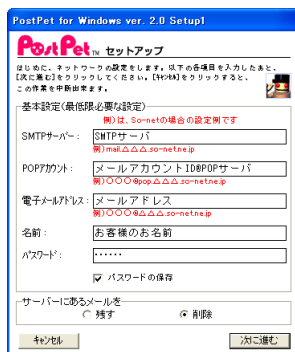 PostPet for Windows ver. 2.0 Setup1
PostPet TM セットアップ
はじめに、ネットワークの設定をします。以下の各項目を入力したあと、
[次に進む]をクリックしてください。[ｷｬﾝｾﾙ]をクリックすると、
この作業を中断出来ます。
基本設定(最低限必要な設定)
例)は、So-netの場合の設定例です
SMTPサーバー:
SMTPサーバ
例)mail.△△△.so-net.ne.jp
POPアカウント:
メールアカウントID@POPサーバ
例)〇〇〇@pop.△△△.so-net.ne.jp
電子メールアドレス:
メールアドレス
例)〇〇〇@△△△.so-net.ne.jp
名前:
お客様のお名前
パスワード:
······
パスワードの保存
サーバーにあるメールを
残す
削除
キャンセル
次に進む